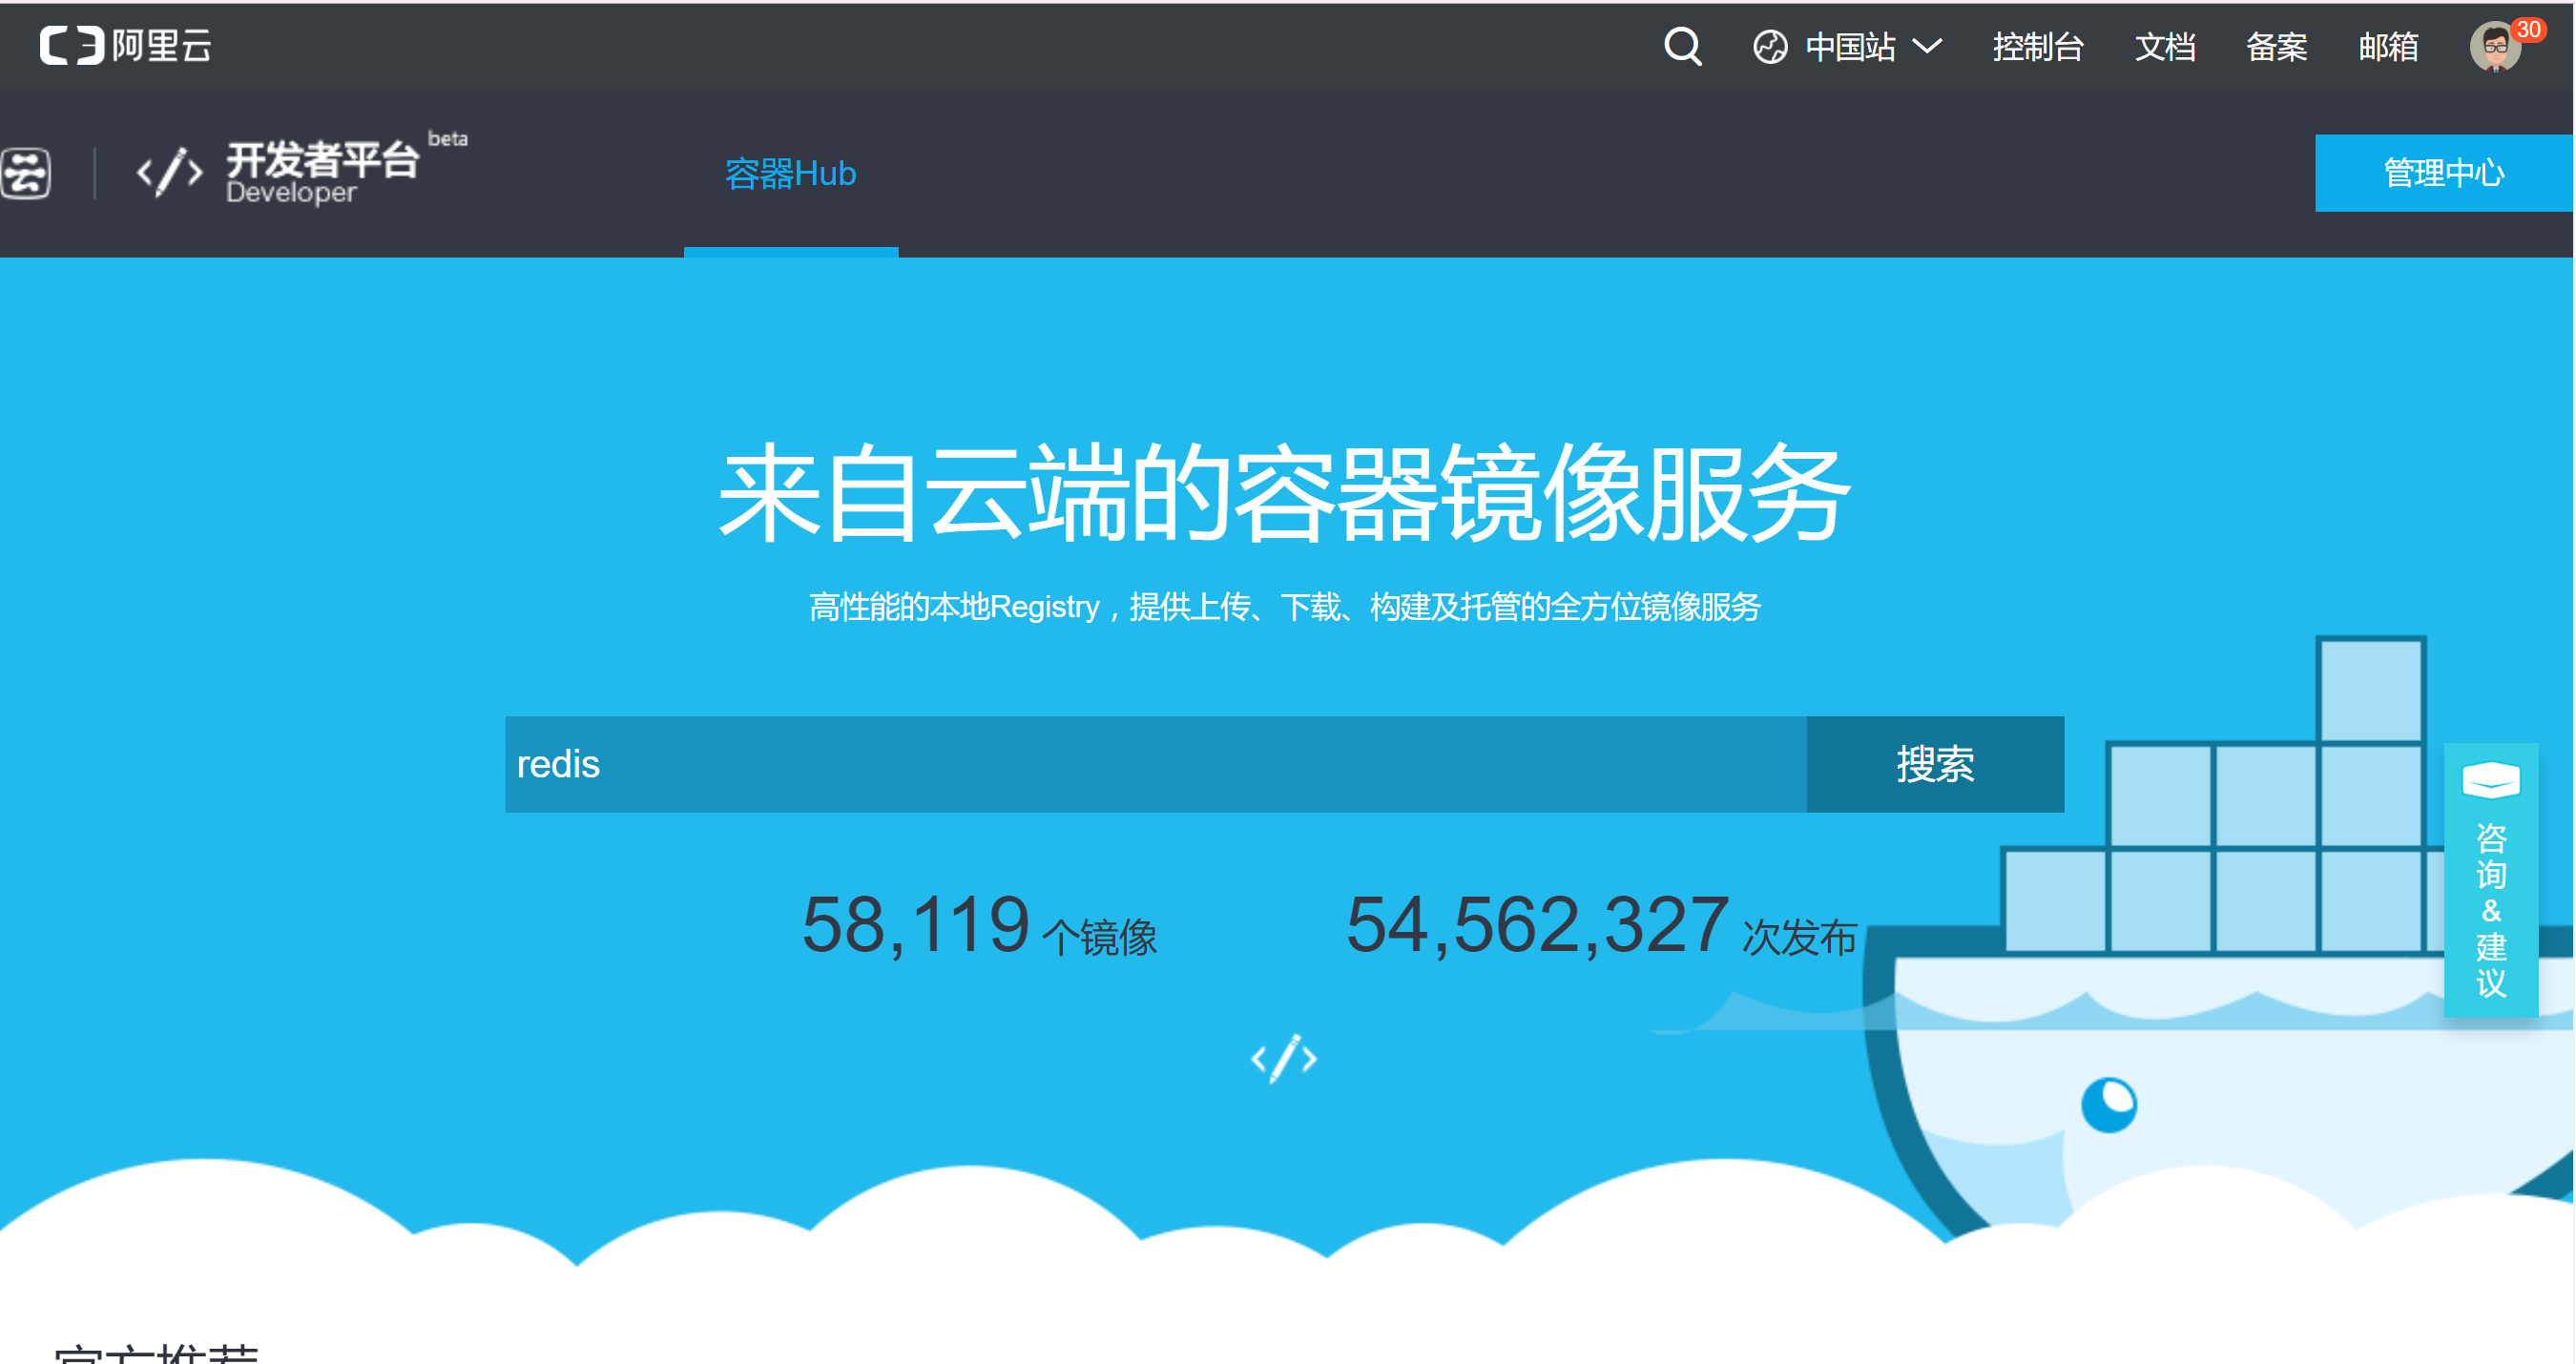 阿里云 中国站 控制台 文档 备案 邮箱 30
开发者平台 beta
Developer
容器Hub
管理中心
来自云端的容器镜像服务
高性能的本地Registry，提供上传、下载、构建及托管的全方位镜像服务
redis 搜索
58,119 个镜像 54,562,327 次发布
咨询&建议
官方推荐